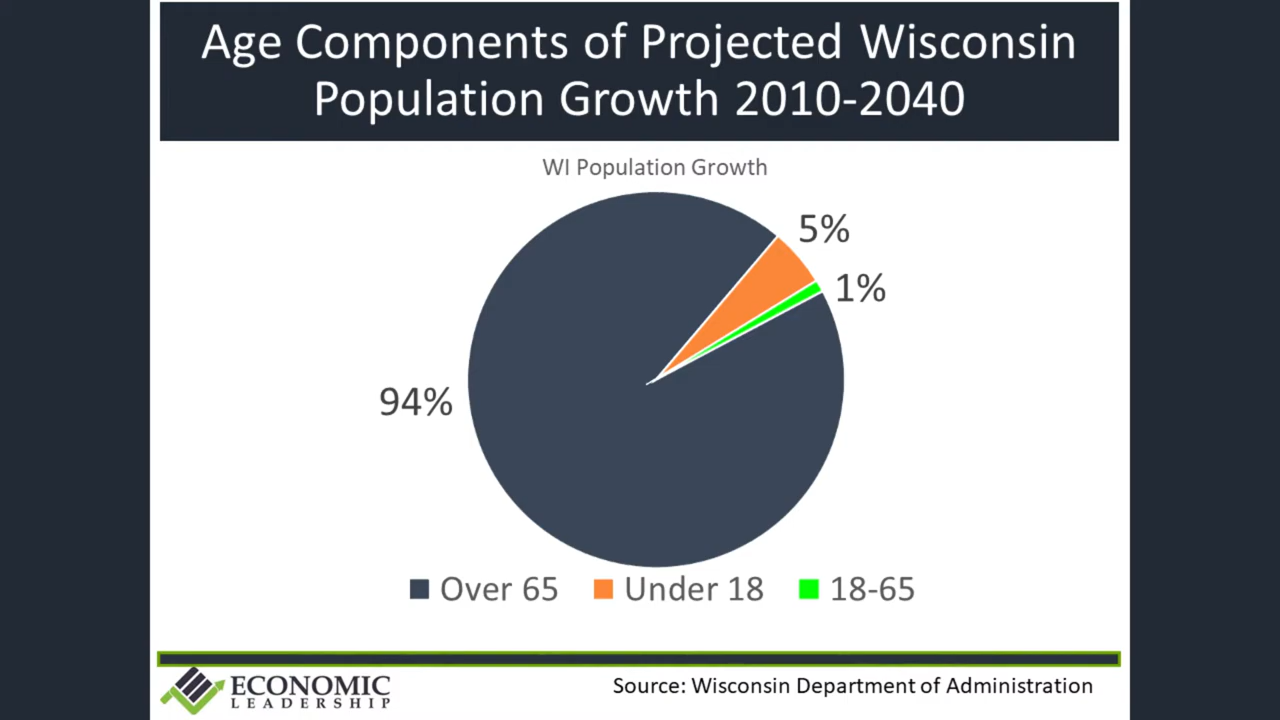 Age Components of Projected Wisconsin
Population Growth 2010-2040
WI Population Growth
5%
1%
94%
Over 65 Under 18 18-65
ECONOMIC
LEADERSHIP
Source: Wisconsin Department of Administration